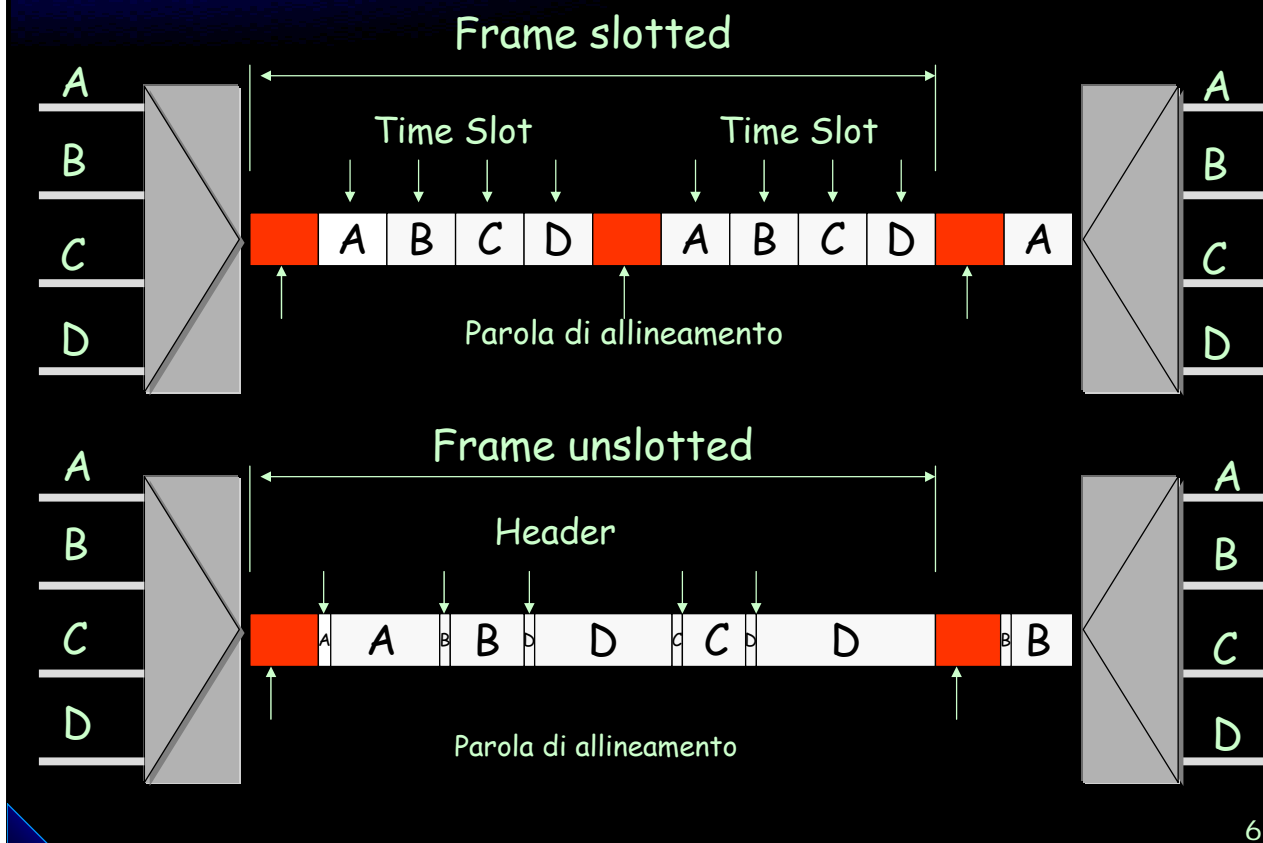 Frame slotted
A
A
Time Slot
Time Slot
B
B
A B C D A B C D A
C
C
Parola di allineamento
D
D
Frame unslotted
A
A
Header
B
B
A A B B D D C C D D B B
C
C
D
D
Parola di allineamento
6